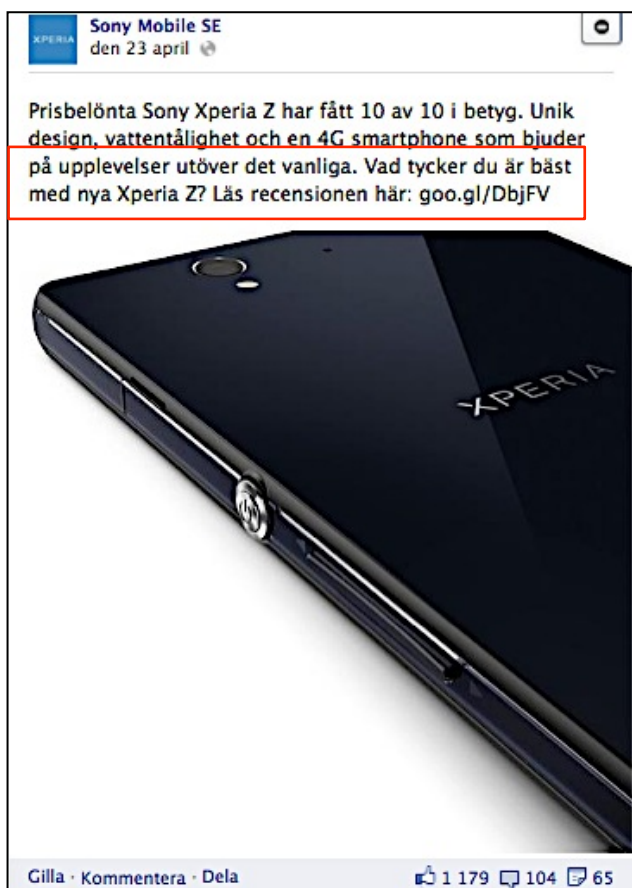 XPERIA
Sony Mobile SE
den 23 april
Prisbelönta Sony Xperia Z har fått 10 av 10 i betyg. Unik
design, vattentålighet och en 4G smartphone som bjuder
på upplevelser utöver det vanliga. Vad tycker du är bäst
med nya Xperia Z? Läs recensionen här: goo.gl/DbjFV
XPERIA
Gilla · Kommentera · Dela 1 179 104 65